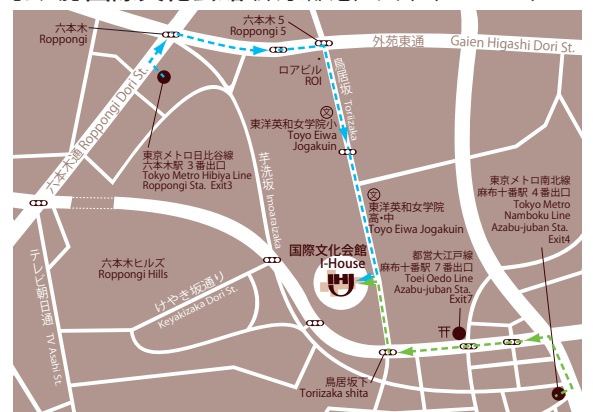 六本木
Roppongi
六本木5
Roppongi 5
外苑東通 Gaien Higashi Dori St.
ロアビル
ROI
鳥居坂 Toriizaka
六本木通 Roppongi Dori St.
文
東洋英和女学院小
Toyo Eiwa
Jogakuin
東京メトロ日比谷線
六本木駅 3番出口
Tokyo Metro Hibiya Line
Roppongi Sta. Exit3
芋洗坂 Imoaraizaka
文
東洋英和女学院
高・中
Toyo Eiwa Jogakuin
東京メトロ南北線
麻布十番駅 4番出口
Tokyo Metro
Namboku Line
Azabu-juban Sta.
Exit4
国際文化会館
I-House
IHJ
都営大江戸線
麻布十番駅 7番出口
Toei Oedo Line
Azabu-juban Sta.
Exit7
六本木ヒルズ
Roppongi Hills
けやき坂通り
Keyakizaka Dori St.
テレビ朝日通 TV Asahi St.
鳥居坂下
Toriizaka shita